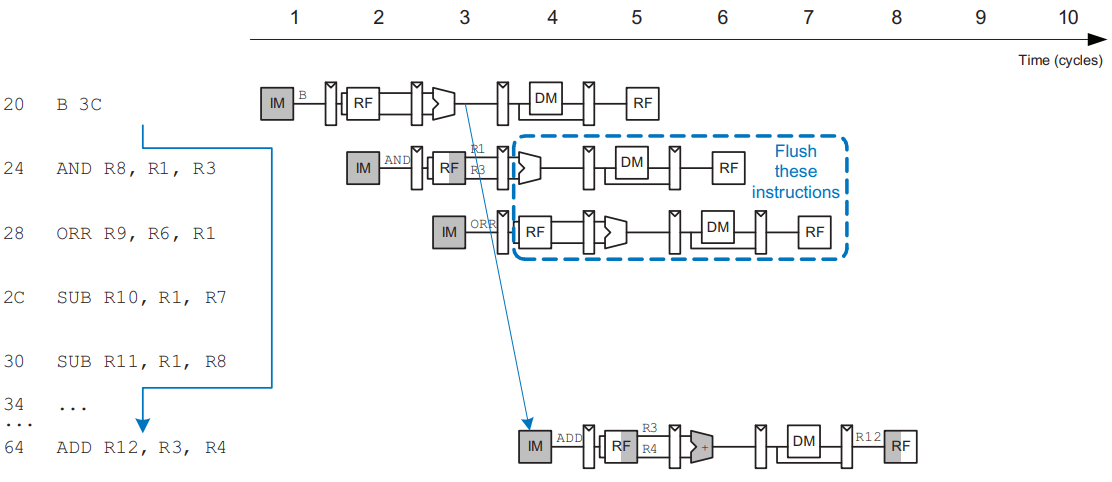 1 2 3 4 5 6 7 8 9 10
Time (cycles)
20 B 3C IM B RF DM RF
24 AND R8, R1, R3 IM AND RF R1 R3 DM RF
Flush
these
instructions
28 ORR R9, R6, R1 IM ORR RF DM RF
2C SUB R10, R1, R7
30 SUB R11, R1, R8
34 ...
...
64 ADD R12, R3, R4 IM ADD RF R3 R4 + DM R12 RF